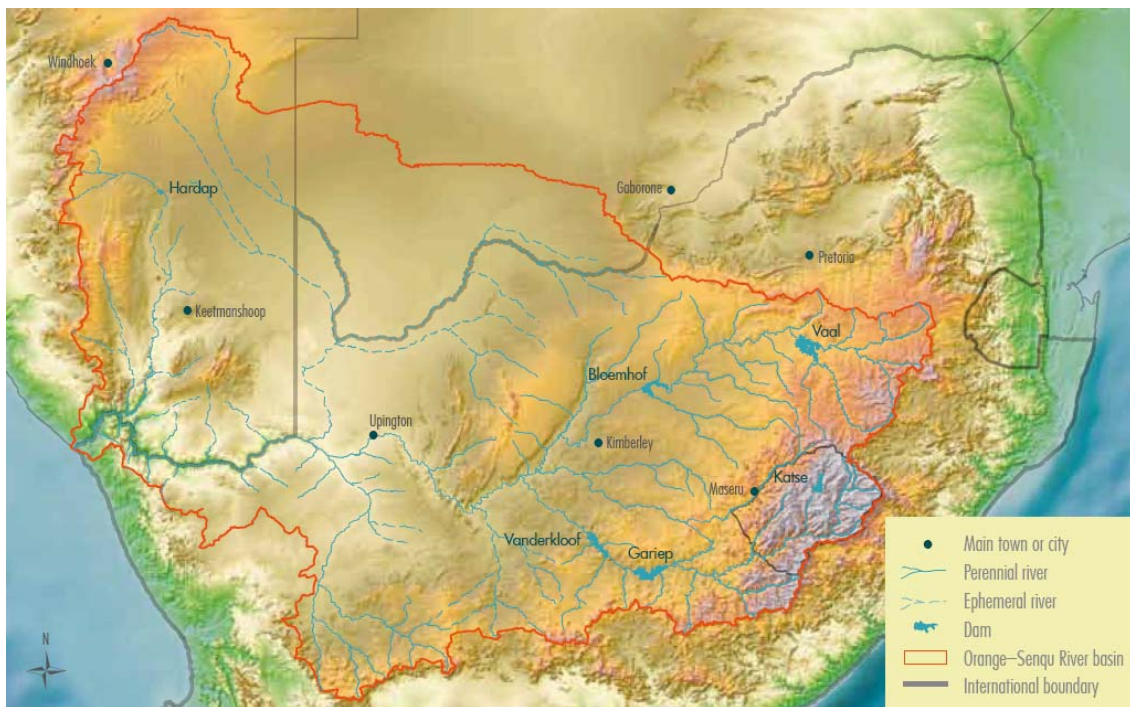 Windhoek
Hardap
Gaborone
Pretoria
Keetmanshoop
Vaal
Bloemhof
Upington
Kimberley
Maseru
Katse
Vanderkloof
Gariep
N
Main town or city
Perennial river
Ephemeral river
Dam
Orange–Senqu River basin
International boundary